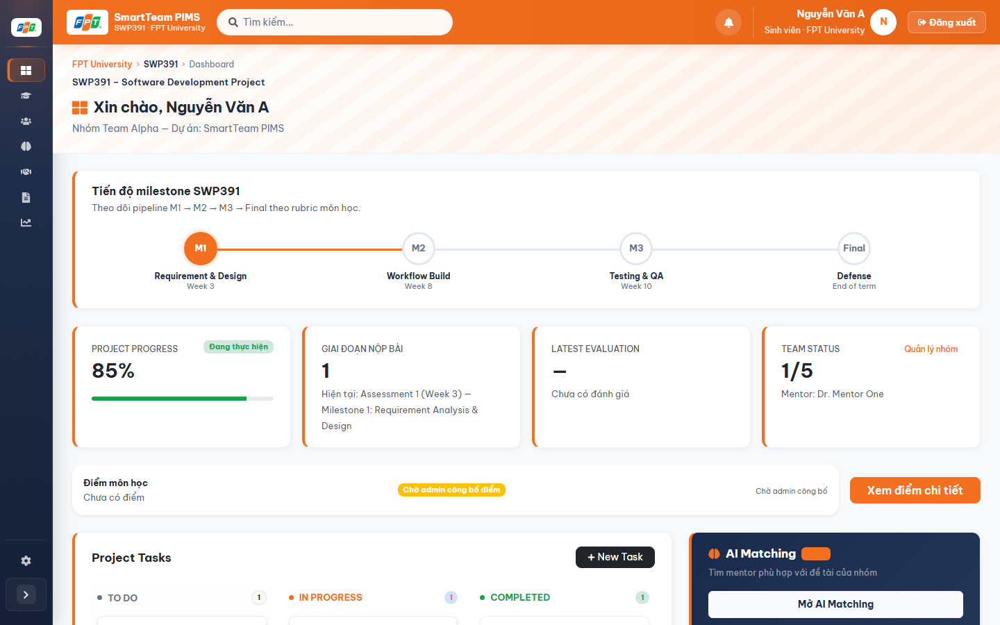 FPT
FPT
SmartTeam PIMS
SWP391 · FPT University
Tìm kiếm...
Nguyễn Văn A
Sinh viên · FPT University
N
Đăng xuất
FPT University › SWP391 › Dashboard
SWP391 – Software Development Project
Xin chào, Nguyễn Văn A
Nhóm Team Alpha — Dự án: SmartTeam PIMS
Tiến độ milestone SWP391
Theo dõi pipeline M1 → M2 → M3 → Final theo rubric môn học.
M1
M2
M3
Final
Requirement & Design
Week 3
Workflow Build
Week 8
Testing & QA
Week 10
Defense
End of term
PROJECT PROGRESS
Đang thực hiện
85%
GIAI ĐOẠN NỘP BÀI
1
Hiện tại: Assessment 1 (Week 3) —
Milestone 1: Requirement Analysis &
Design
LATEST EVALUATION
—
Chưa có đánh giá
TEAM STATUS
Quản lý nhóm
1/5
Mentor: Dr. Mentor One
Điểm môn học
Chưa có điểm
Chờ admin công bố điểm
Chờ admin công bố
Xem điểm chi tiết
Project Tasks
+ New Task
TO DO
1
IN PROGRESS
1
COMPLETED
1
AI Matching
Tìm mentor phù hợp với đề tài của nhóm
Mở AI Matching